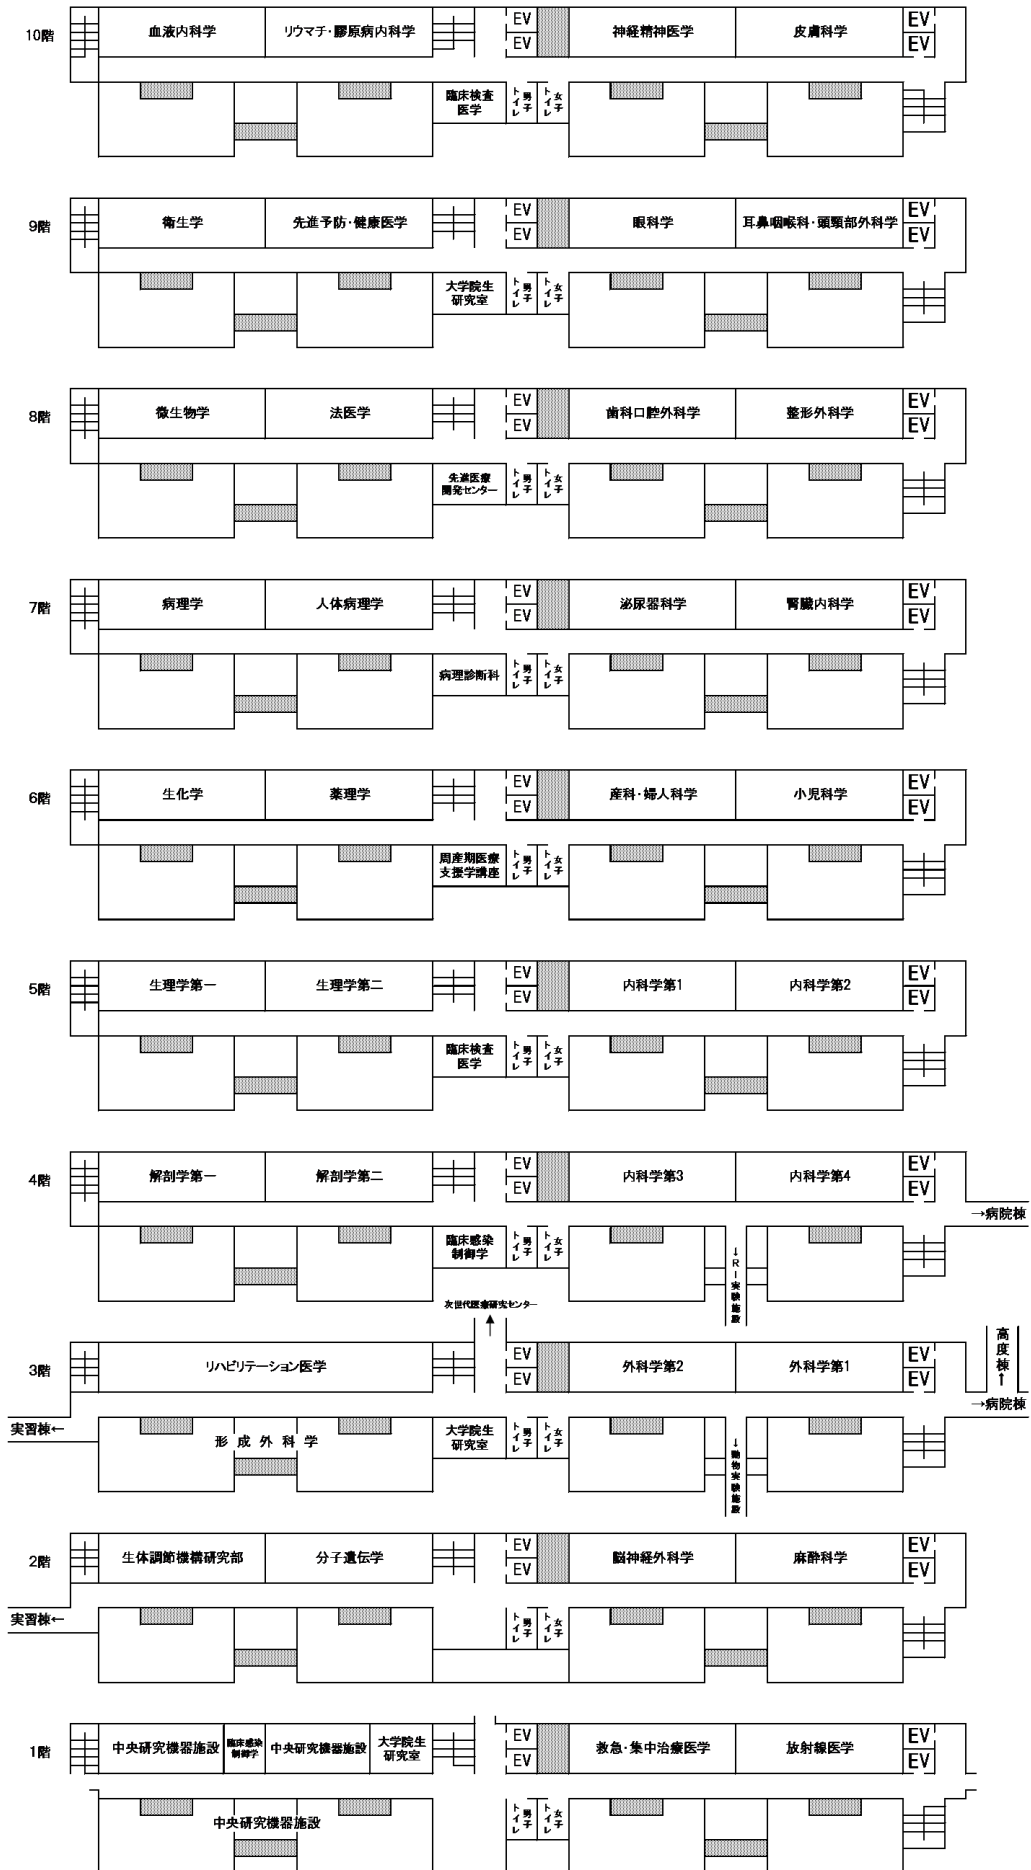 10階
血液内科学
リウマチ・膠原病内科学
EV
EV
神経精神医学
皮膚科学
EV
EV
臨床検査
医学
男子
トイレ
女子
トイレ
9階
衛生学
先進予防・健康医学
EV
EV
眼科学
耳鼻咽喉科・頭頸部外科学
EV
EV
大学院生
研究室
男子
トイレ
女子
トイレ
8階
微生物学
法医学
EV
EV
歯科口腔外科学
整形外科学
EV
EV
先進医療
開発センター
男子
トイレ
女子
トイレ
7階
病理学
人体病理学
EV
EV
泌尿器科学
腎臓内科学
EV
EV
病理診断科
男子
トイレ
女子
トイレ
6階
生化学
薬理学
EV
EV
産科・婦人科学
小児科学
EV
EV
周産期医療
支援学講座
男子
トイレ
女子
トイレ
5階
生理学第一
生理学第二
EV
EV
内科学第1
内科学第2
EV
EV
臨床検査
医学
男子
トイレ
女子
トイレ
4階
解剖学第一
解剖学第二
EV
EV
内科学第3
内科学第4
EV
EV
→病院棟
臨床感染
制御学
男子
トイレ
女子
トイレ
↓RI実験施設
次世代医療研究センター
↑
3階
リハビリテーション医学
EV
EV
外科学第2
外科学第1
EV
EV
高度棟↑
→病院棟
実習棟←
形成外科学
大学院生
研究室
男子
トイレ
女子
トイレ
↓動物実験施設
2階
生体調節機構研究部
分子遺伝学
EV
EV
脳神経外科学
麻酔科学
EV
EV
実習棟←
男子
トイレ
女子
トイレ
1階
中央研究機器施設
臨床感染
制御学
中央研究機器施設
大学院生
研究室
EV
EV
救急・集中治療医学
放射線医学
EV
EV
中央研究機器施設
男子
トイレ
女子
トイレ